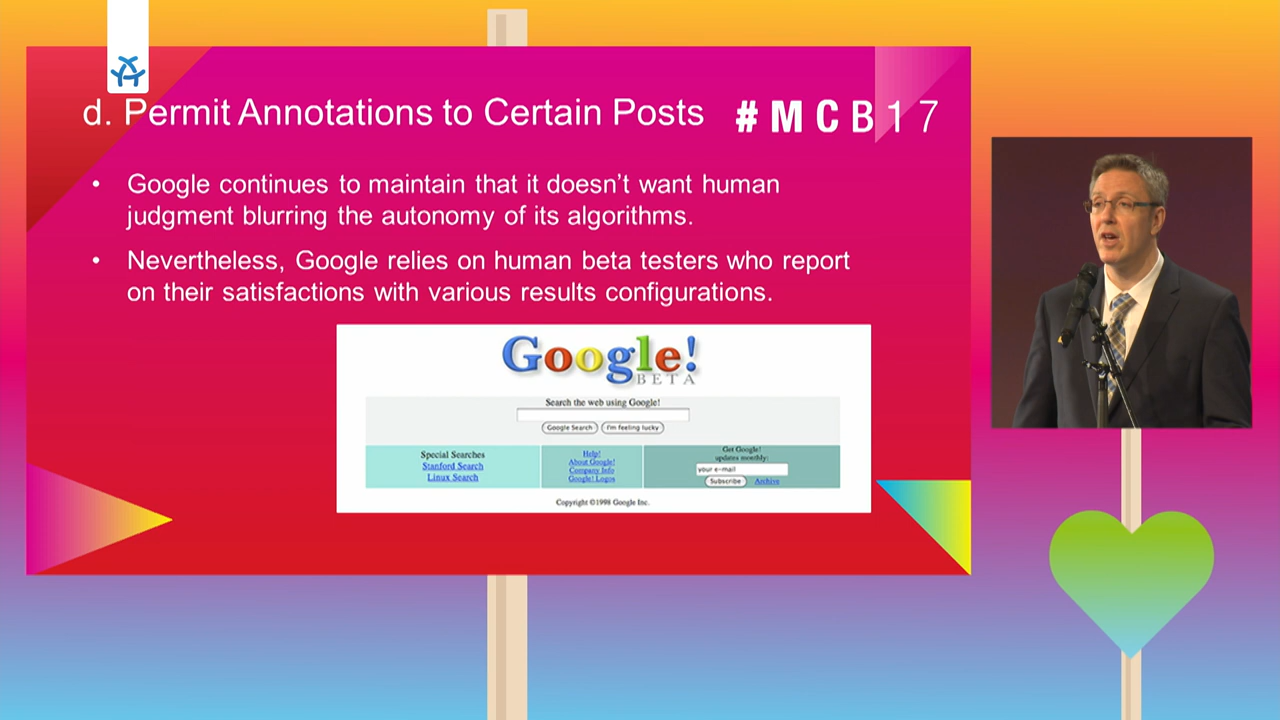 d. Permit Annotations to Certain Posts
#MCB17
• Google continues to maintain that it doesn’t want human
judgment blurring the autonomy of its algorithms.
• Nevertheless, Google relies on human beta testers who report
on their satisfactions with various results configurations.
Google!
BETA
Search the web using Google!
Google Search I'm feeling lucky
Special Searches
Stanford Search
Linux Search
Help!
About Google!
Company Info
Google! Logos
Get Google!
updates monthly:
your e-mail
Subscribe Archive
Copyright ©1998 Google Inc.